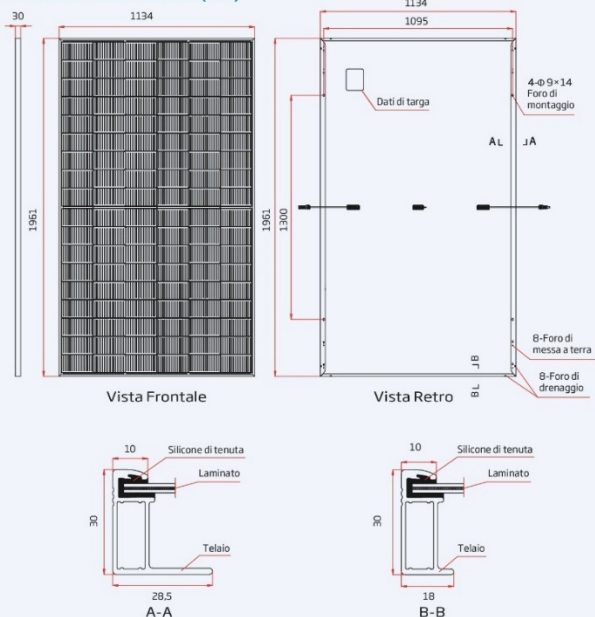 30
1134
1961
Vista Frontale
1134
1095
Dati di targa
4-Φ9×14
Foro di
montaggio
A
A
1961
1300
8-Foro di
messa a terra
8-Foro di
drenaggio
B
B
Vista Retro
10
Silicone di tenuta
Laminato
30
Telaio
28,5
A-A
10
Silicone di tenuta
Laminato
30
Telaio
18
B-B